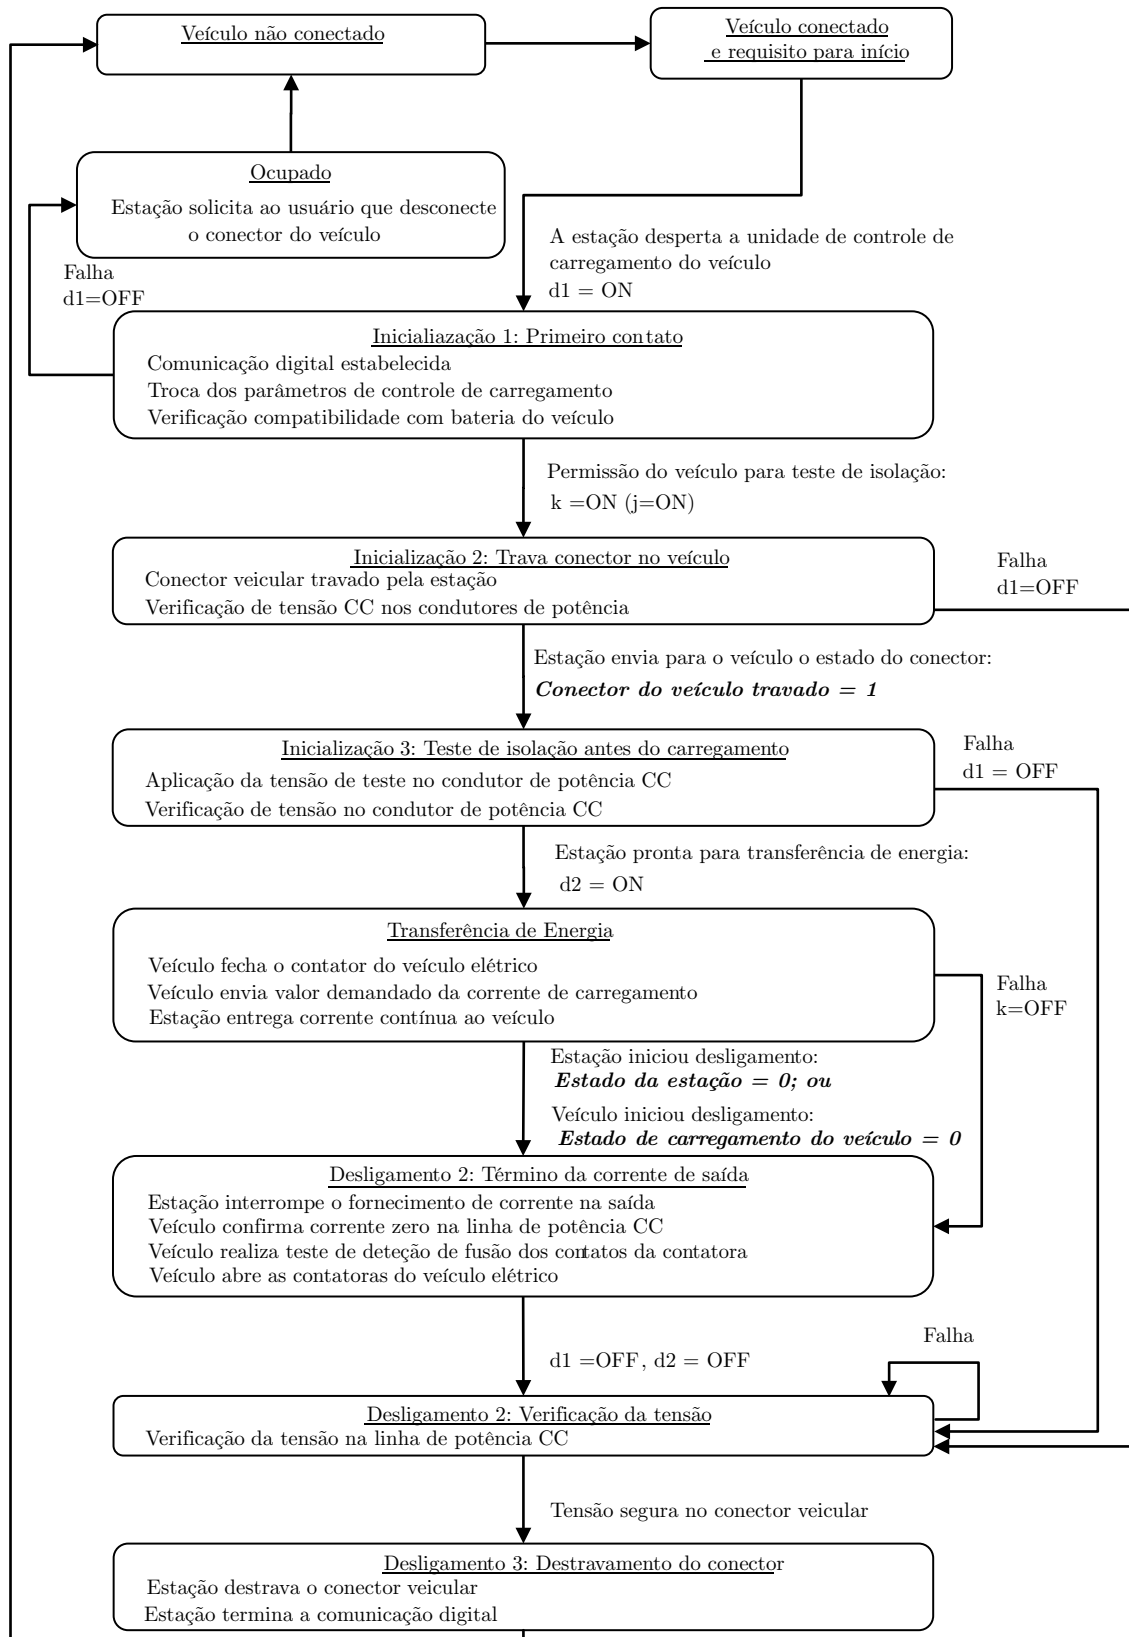 Veículo não conectado
Veículo conectado
e requisito para início
Ocupado
Estação solicita ao usuário que desconecte
o conector do veículo
Falha
d1=OFF
A estação desperta a unidade de controle de
carregamento do veículo
d1 = ON
Inicialiazação 1: Primeiro contato
Comunicação digital estabelecida
Troca dos parâmetros de controle de carregamento
Verificação compatibilidade com bateria do veículo
Permissão do veículo para teste de isolação:
k =ON (j=ON)
Inicialização 2: Trava conector no veículo
Conector veicular travado pela estação
Verificação de tensão CC nos condutores de potência
Falha
d1=OFF
Estação envia para o veículo o estado do conector:
Conector do veículo travado = 1
Inicialização 3: Teste de isolação antes do carregamento
Aplicação da tensão de teste no condutor de potência CC
Verificação de tensão no condutor de potência CC
Falha
d1 = OFF
Estação pronta para transferência de energia:
d2 = ON
Transferência de Energia
Veículo fecha o contator do veículo elétrico
Veículo envia valor demandado da corrente de carregamento
Estação entrega corrente contínua ao veículo
Falha
k=OFF
Estação iniciou desligamento:
Estado da estação = 0; ou
Veículo iniciou desligamento:
Estado de carregamento do veículo = 0
Desligamento 2: Término da corrente de saída
Estação interrompe o fornecimento de corrente na saída
Veículo confirma corrente zero na linha de potência CC
Veículo realiza teste de deteção de fusão dos contatos da contatora
Veículo abre as contatoras do veículo elétrico
d1 =OFF, d2 = OFF
Falha
Desligamento 2: Verificação da tensão
Verificação da tensão na linha de potência CC
Tensão segura no conector veicular
Desligamento 3: Destravamento do conector
Estação destrava o conector veicular
Estação termina a comunicação digital